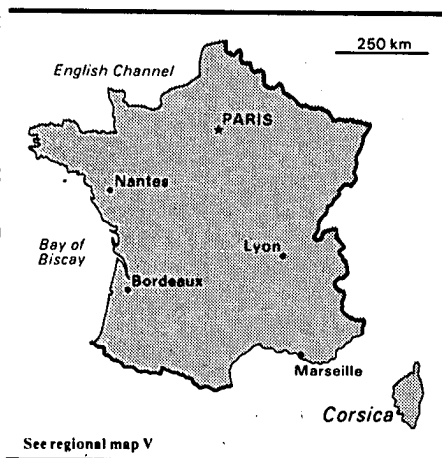 250 km
English Channel
PARIS
Nantes
Bay of
Biscay
Lyon
Bordeaux
Marseille
Corsica
See regional map V